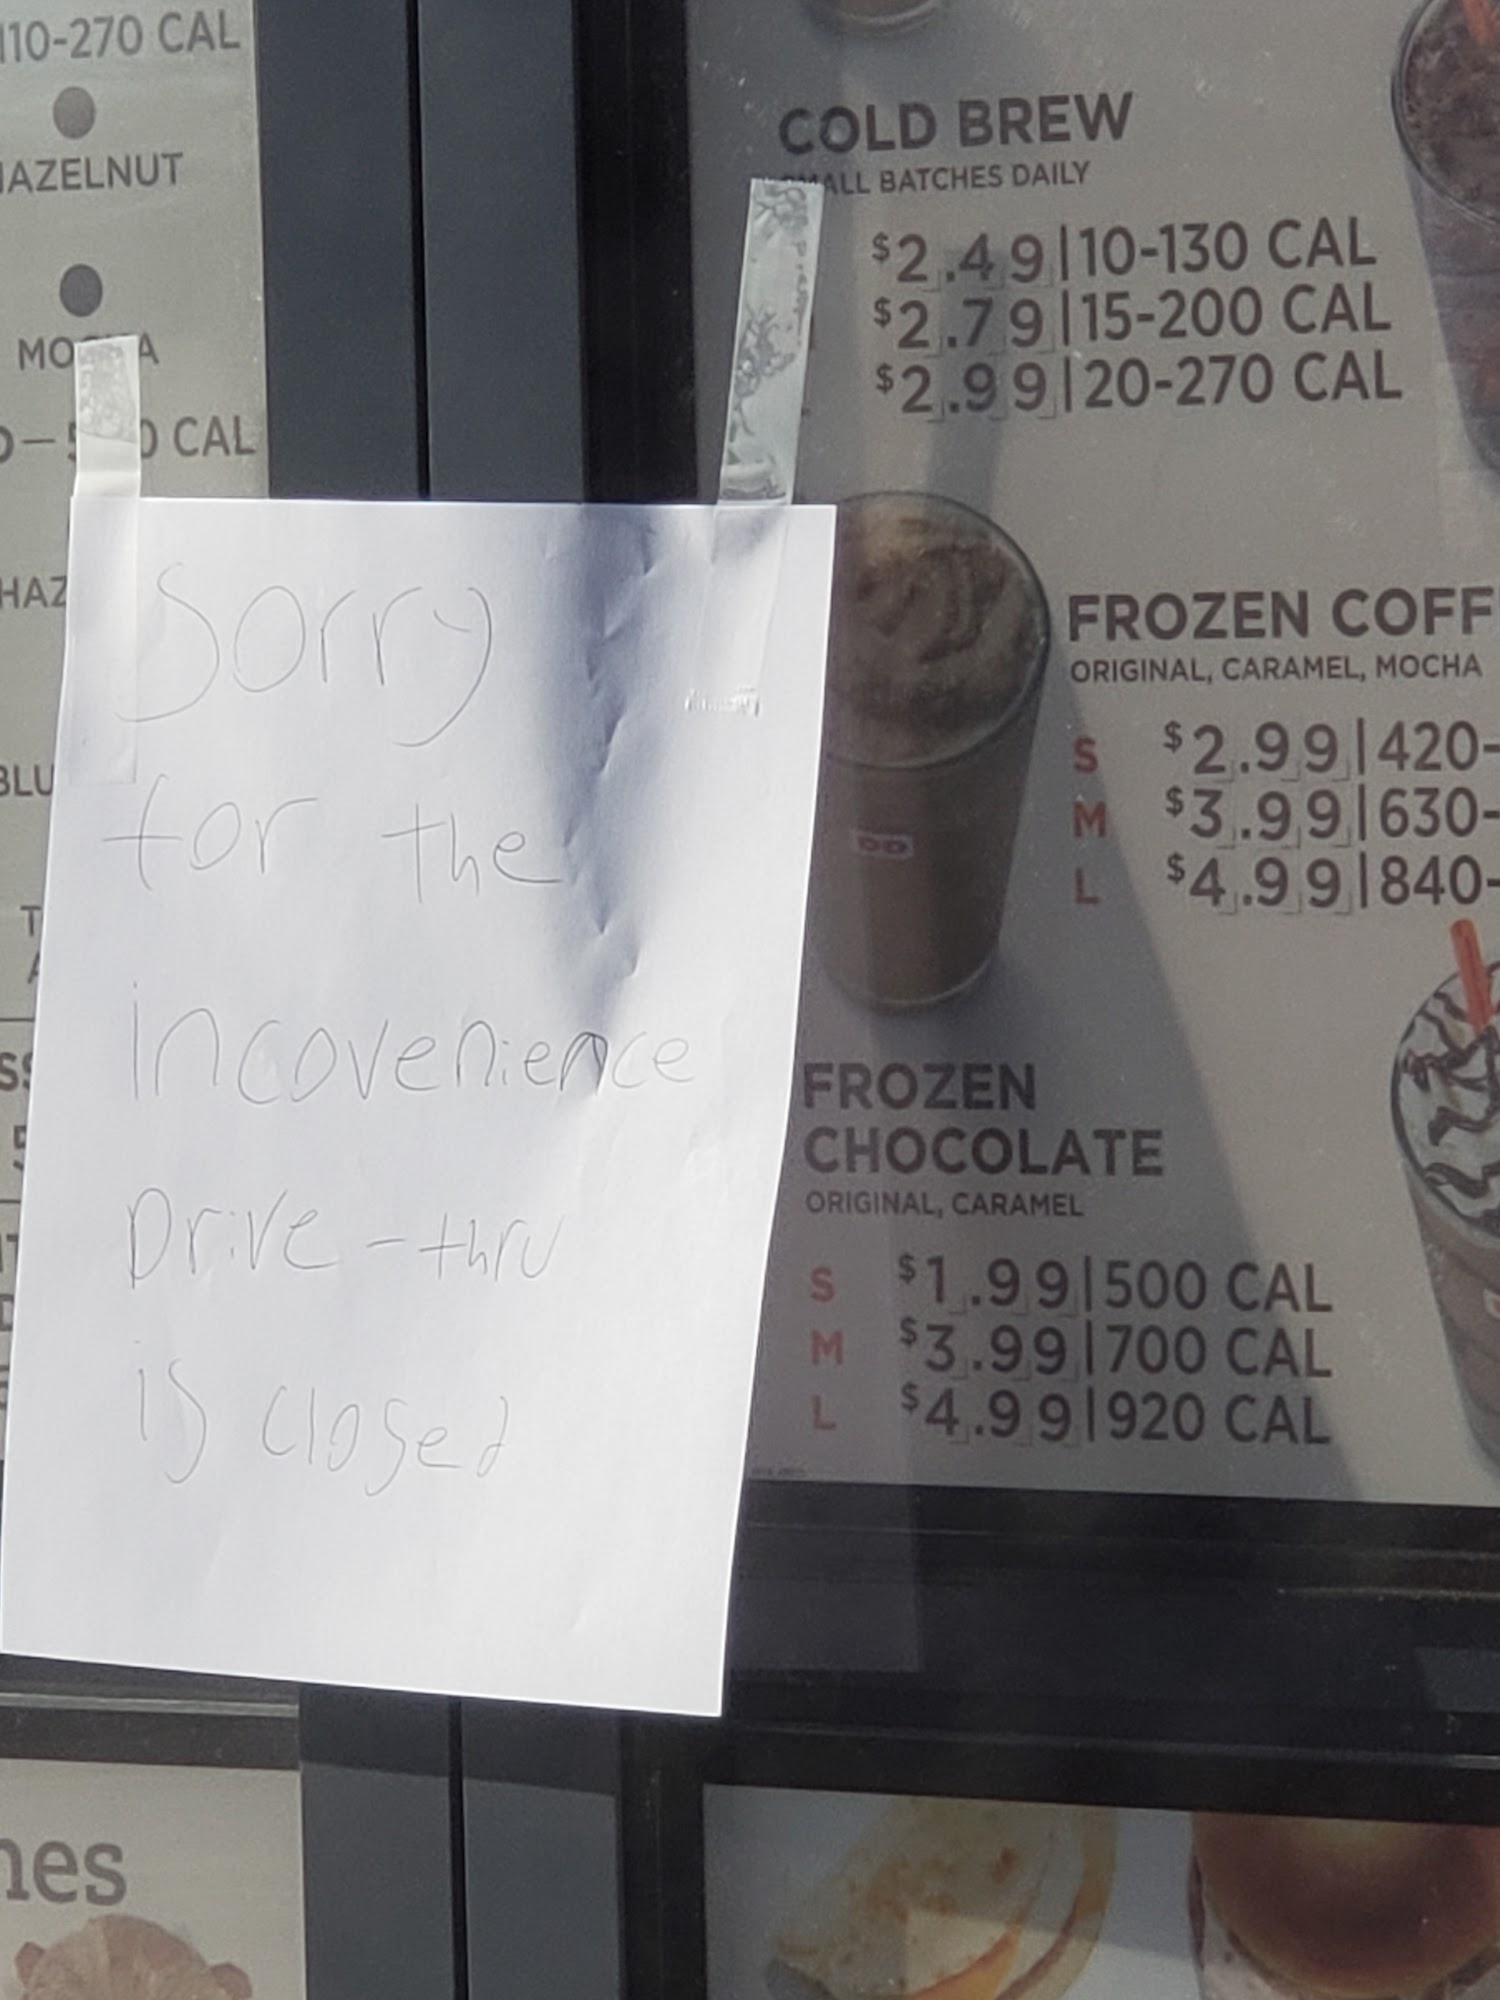 110-270 CAL
HAZELNUT
CAL
Sorry
for the
incovenience
Drive-thru
is closed
COLD BREW
SMALL BATCHES DAILY
$2.49|10-130 CAL
$2.79|15-200 CAL
$2.99|20-270 CAL
DD
FROZEN COFF
ORIGINAL, CARAMEL, MOCHA
S $2.99|420-
M $3.99|630-
L $4.99|840-
FROZEN
CHOCOLATE
ORIGINAL, CARAMEL
S $1.99|500 CAL
M $3.99|700 CAL
L $4.99|920 CAL
nes